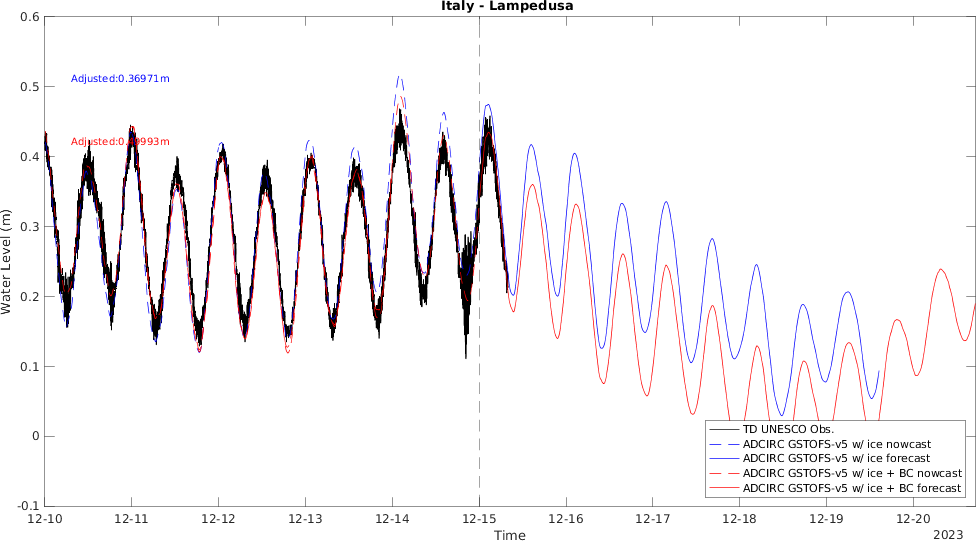 Italy - Lampedusa
0.6
0.5
0.4
0.3
0.2
0.1
0
-0.1
Water Level (m)
Adjusted:0.36971m
12-10 12-11 12-12 12-13 12-14 12-15 12-16 12-17 12-18 12-19 12-20
Time
2023
TD UNESCO Obs.
ADCIRC GSTOFS-v5 w/ ice nowcast
ADCIRC GSTOFS-v5 w/ ice forecast
ADCIRC GSTOFS-v5 w/ ice + BC nowcast
ADCIRC GSTOFS-v5 w/ ice + BC forecast